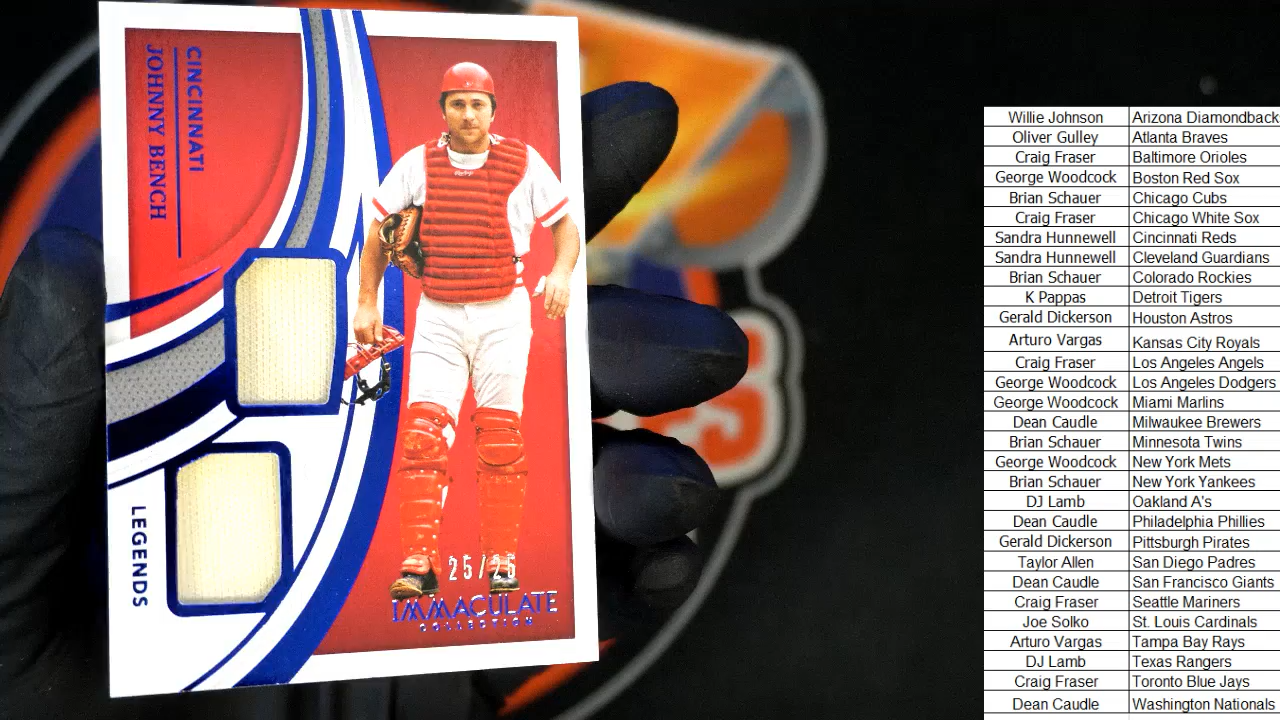 CINCINNATI
JOHNNY BENCH
LEGENDS
25/25
IMMACULATE
COLLECTION
Willie Johnson Arizona Diamondback
Oliver Gulley Atlanta Braves
Craig Fraser Baltimore Orioles
George Woodcock Boston Red Sox
Brian Schauer Chicago Cubs
Craig Fraser Chicago White Sox
Sandra Hunnewell Cincinnati Reds
Sandra Hunnewell Cleveland Guardians
Brian Schauer Colorado Rockies
K Pappas Detroit Tigers
Gerald Dickerson Houston Astros
Arturo Vargas Kansas City Royals
Craig Fraser Los Angeles Angels
George Woodcock Los Angeles Dodgers
George Woodcock Miami Marlins
Dean Caudle Milwaukee Brewers
Brian Schauer Minnesota Twins
George Woodcock New York Mets
Brian Schauer New York Yankees
DJ Lamb Oakland A's
Dean Caudle Philadelphia Phillies
Gerald Dickerson Pittsburgh Pirates
Taylor Allen San Diego Padres
Dean Caudle San Francisco Giants
Craig Fraser Seattle Mariners
Joe Solko St. Louis Cardinals
Arturo Vargas Tampa Bay Rays
DJ Lamb Texas Rangers
Craig Fraser Toronto Blue Jays
Dean Caudle Washington Nationals